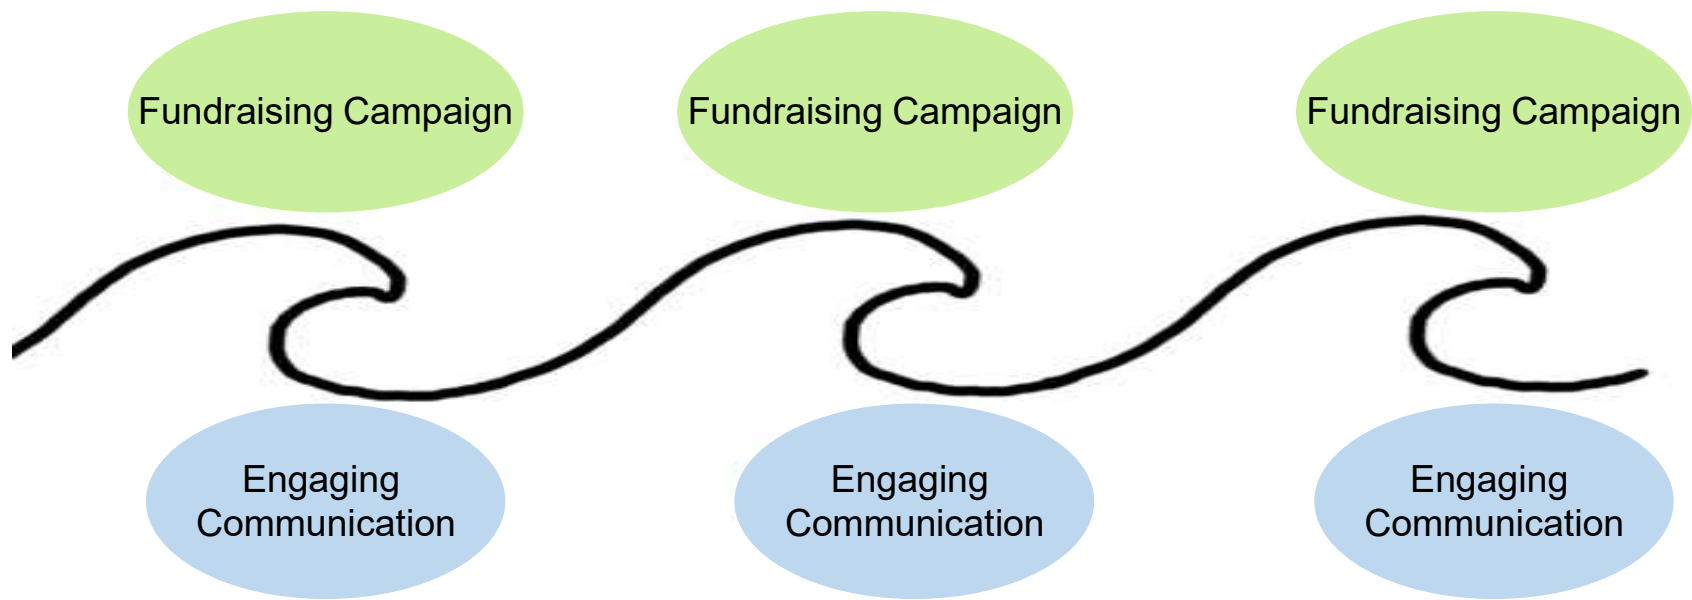 Fundraising Campaign
Fundraising Campaign
Fundraising Campaign
Engaging
Communication
Engaging
Communication
Engaging
Communication